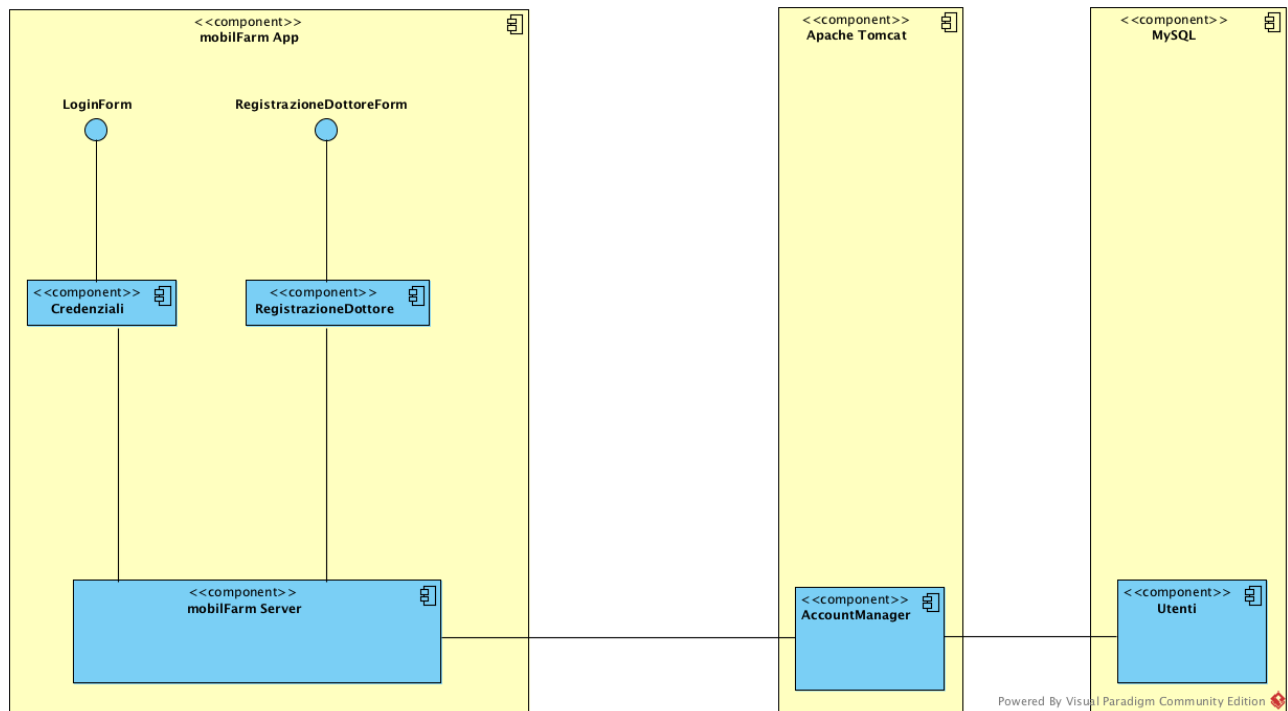 <<component>>
mobilFarm App
LoginForm
RegistrazioneDottoreForm
<<component>>
Credenziali
<<component>>
RegistrazioneDottore
<<component>>
mobilFarm Server
<<component>>
Apache Tomcat
<<component>>
AccountManager
<<component>>
MySQL
<<component>>
Utenti
Powered By Visual Paradigm Community Edition